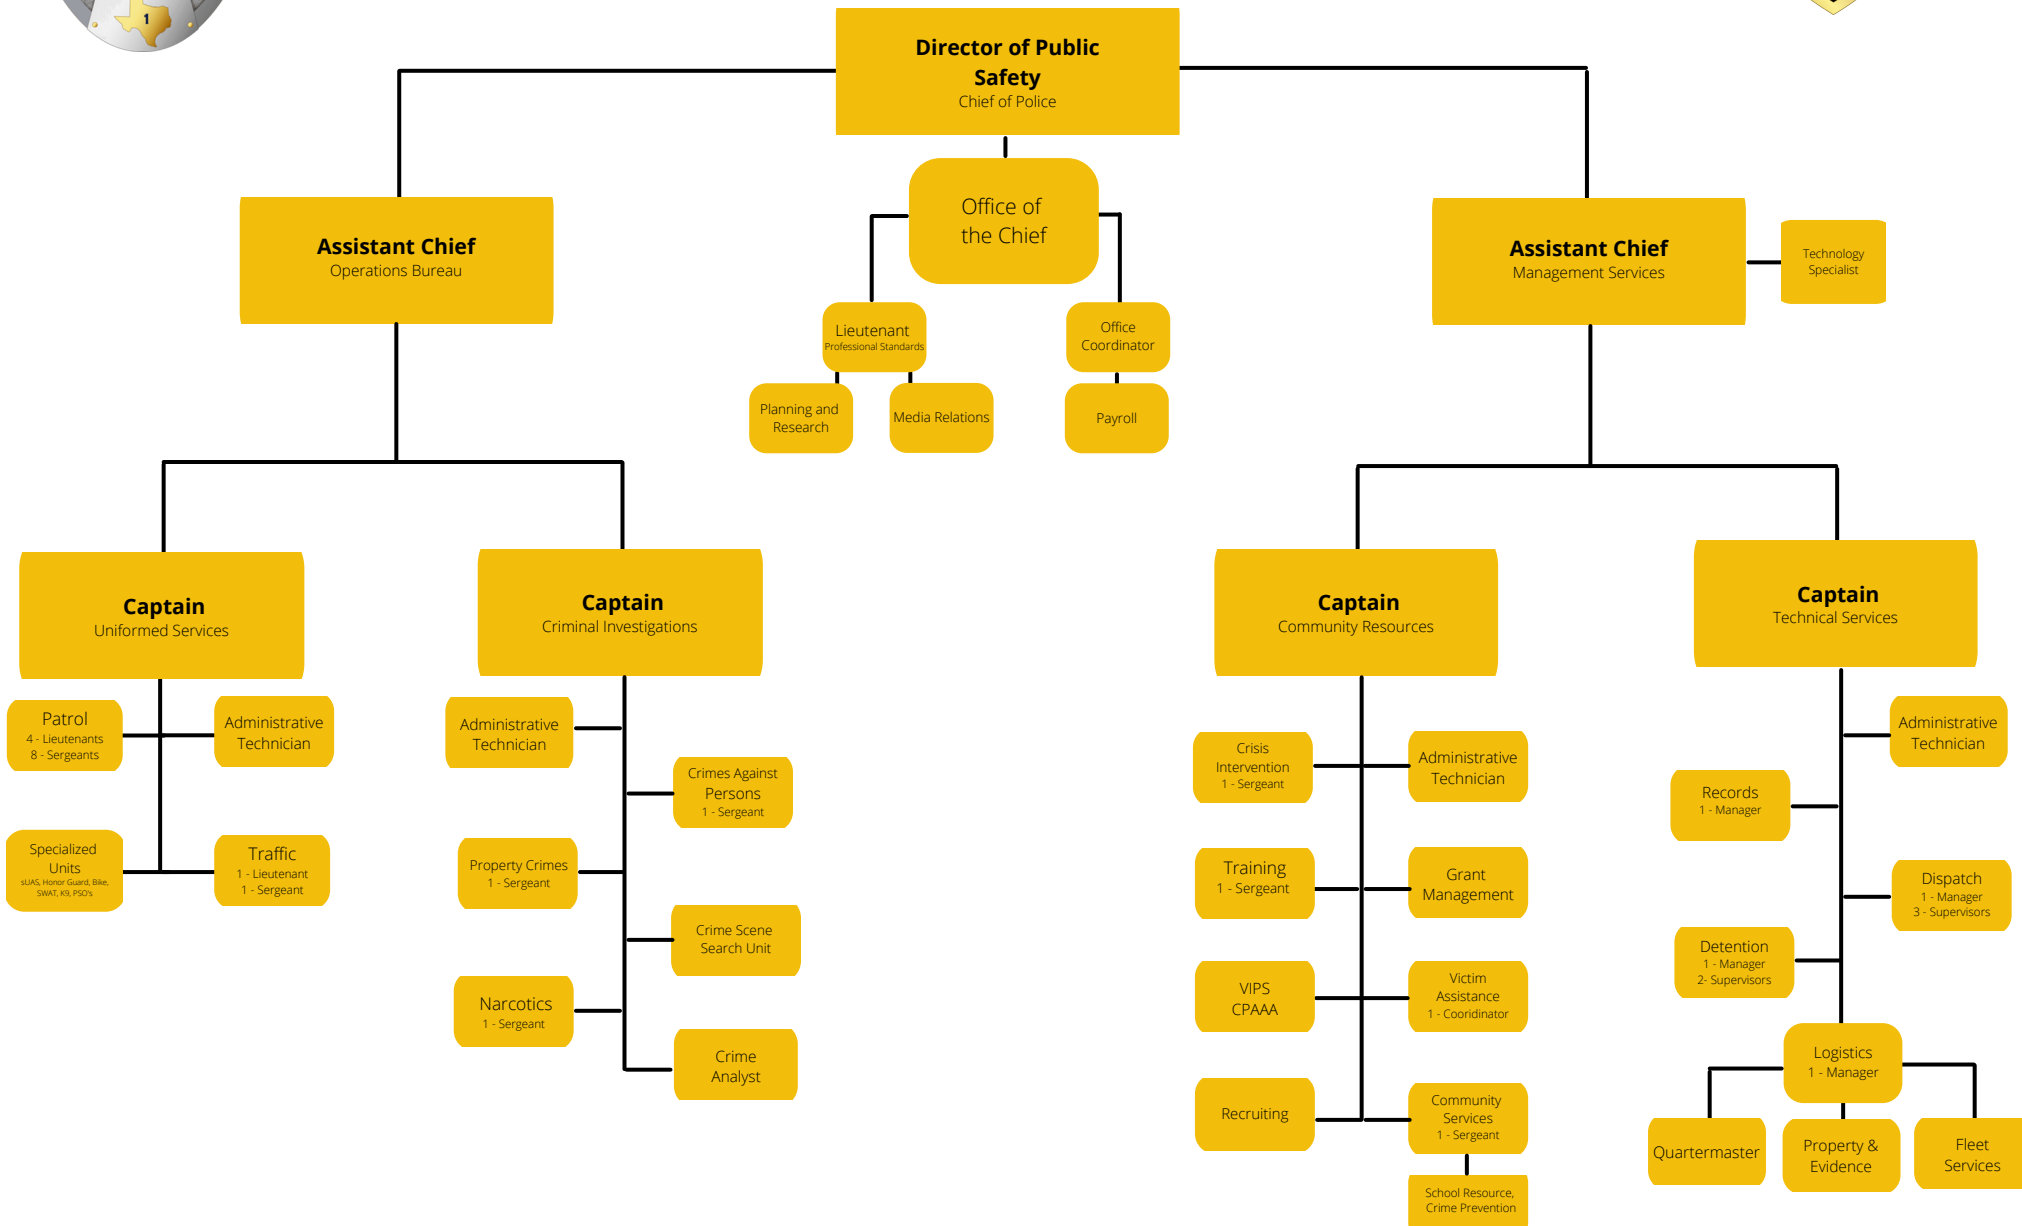 1
Director of Public
Safety
Chief of Police
Office of
the Chief
Assistant Chief
Operations Bureau
Assistant Chief
Management Services
Technology
Specialist
Lieutenant
Professional Standards
Office
Coordinator
Planning and
Research
Media Relations
Payroll
Captain
Uniformed Services
Patrol
4 - Lieutenants
8 - Sergeants
Administrative
Technician
Specialized
Units
sUAS, Honor Guard, Bike,
SWAT, K9, PSO's
Traffic
1 - Lieutenant
1 - Sergeant
Captain
Criminal Investigations
Administrative
Technician
Crimes Against
Persons
1 - Sergeant
Property Crimes
1 - Sergeant
Crime Scene
Search Unit
Narcotics
1 - Sergeant
Crime
Analyst
Captain
Community Resources
Crisis
Intervention
1 - Sergeant
Administrative
Technician
Training
1 - Sergeant
Grant
Management
VIPS
CPAAA
Victim
Assistance
1 - Cooridinator
Recruiting
Community
Services
1 - Sergeant
School Resource,
Crime Prevention
Captain
Technical Services
Administrative
Technician
Records
1 - Manager
Dispatch
1 - Manager
3 - Supervisors
Detention
1 - Manager
2- Supervisors
Logistics
1 - Manager
Quartermaster
Property &
Evidence
Fleet
Services